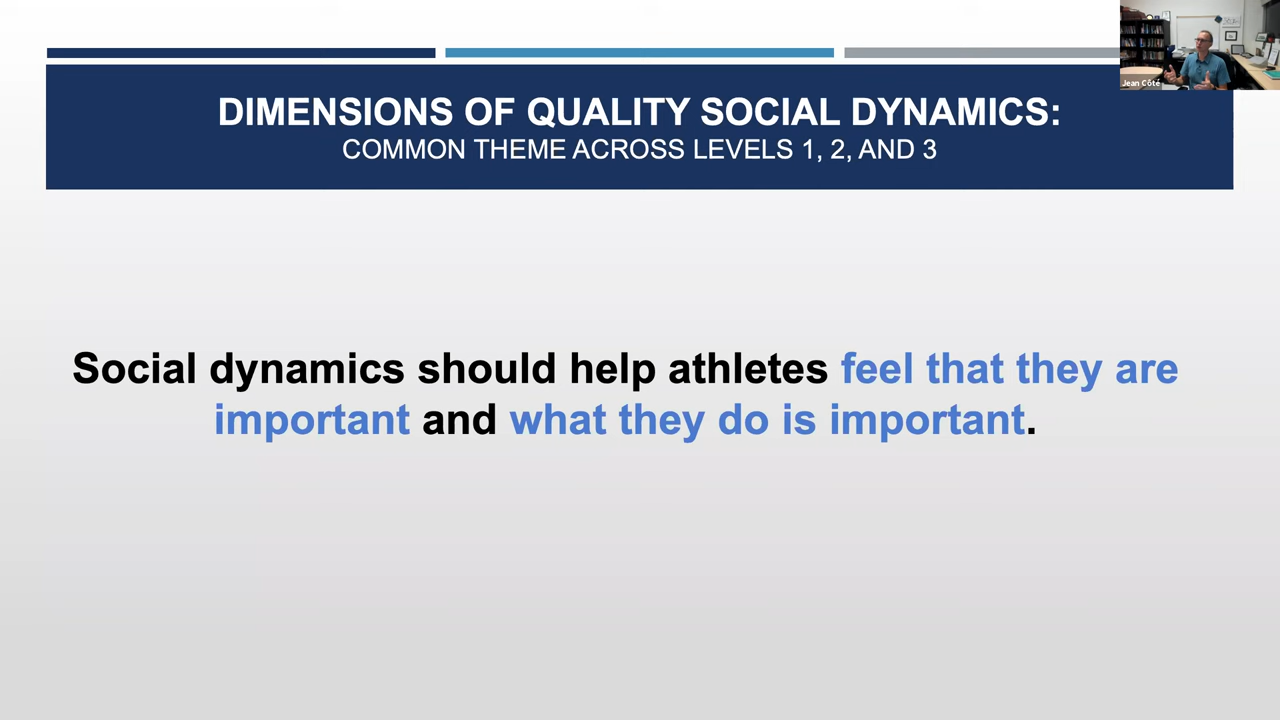 DIMENSIONS OF QUALITY SOCIAL DYNAMICS:
COMMON THEME ACROSS LEVELS 1, 2, AND 3
Jean Côté
Social dynamics should help athletes feel that they are
important and what they do is important.